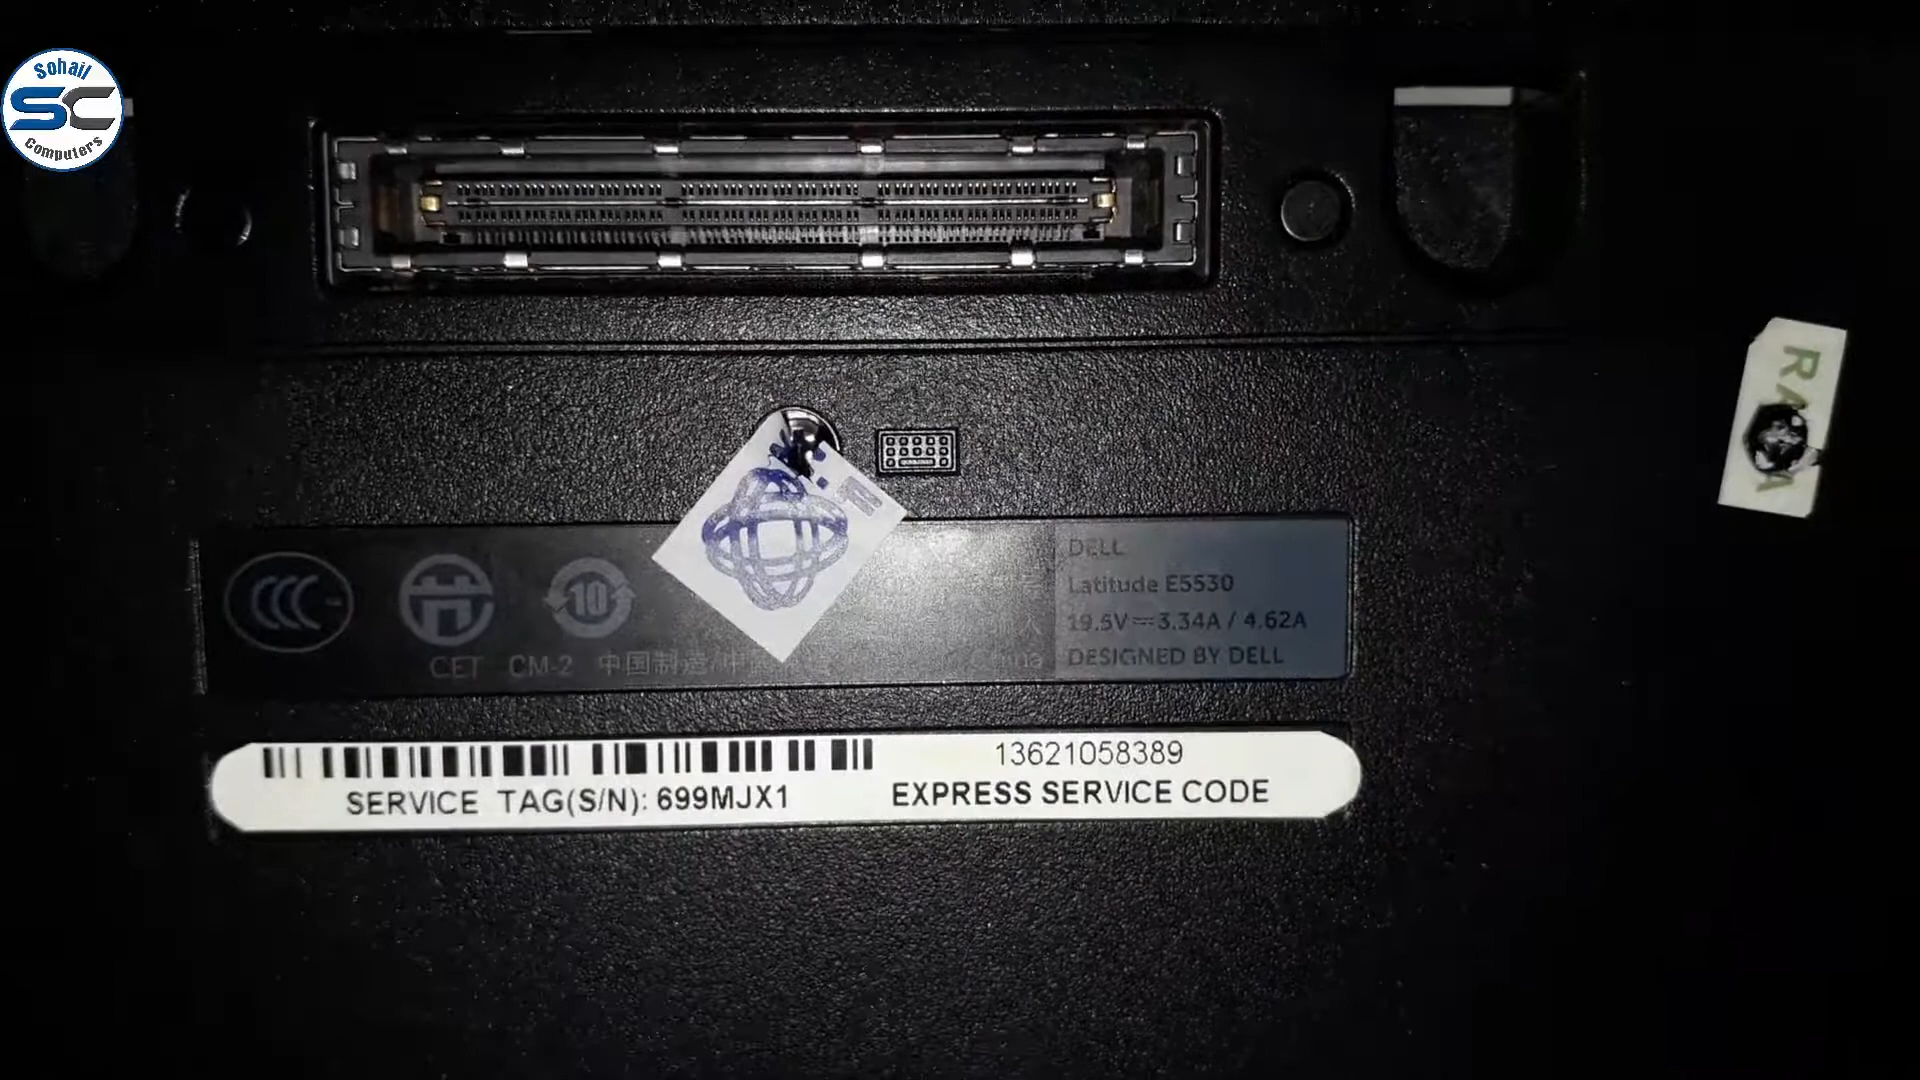 Sohail
SC
Computers
DELL
Latitude E5530
19.5V⎓3.34A / 4.62A
DESIGNED BY DELL
CCC
10
CET CM-2 中国制造
13621058389
SERVICE TAG(S/N): 699MJX1
EXPRESS SERVICE CODE